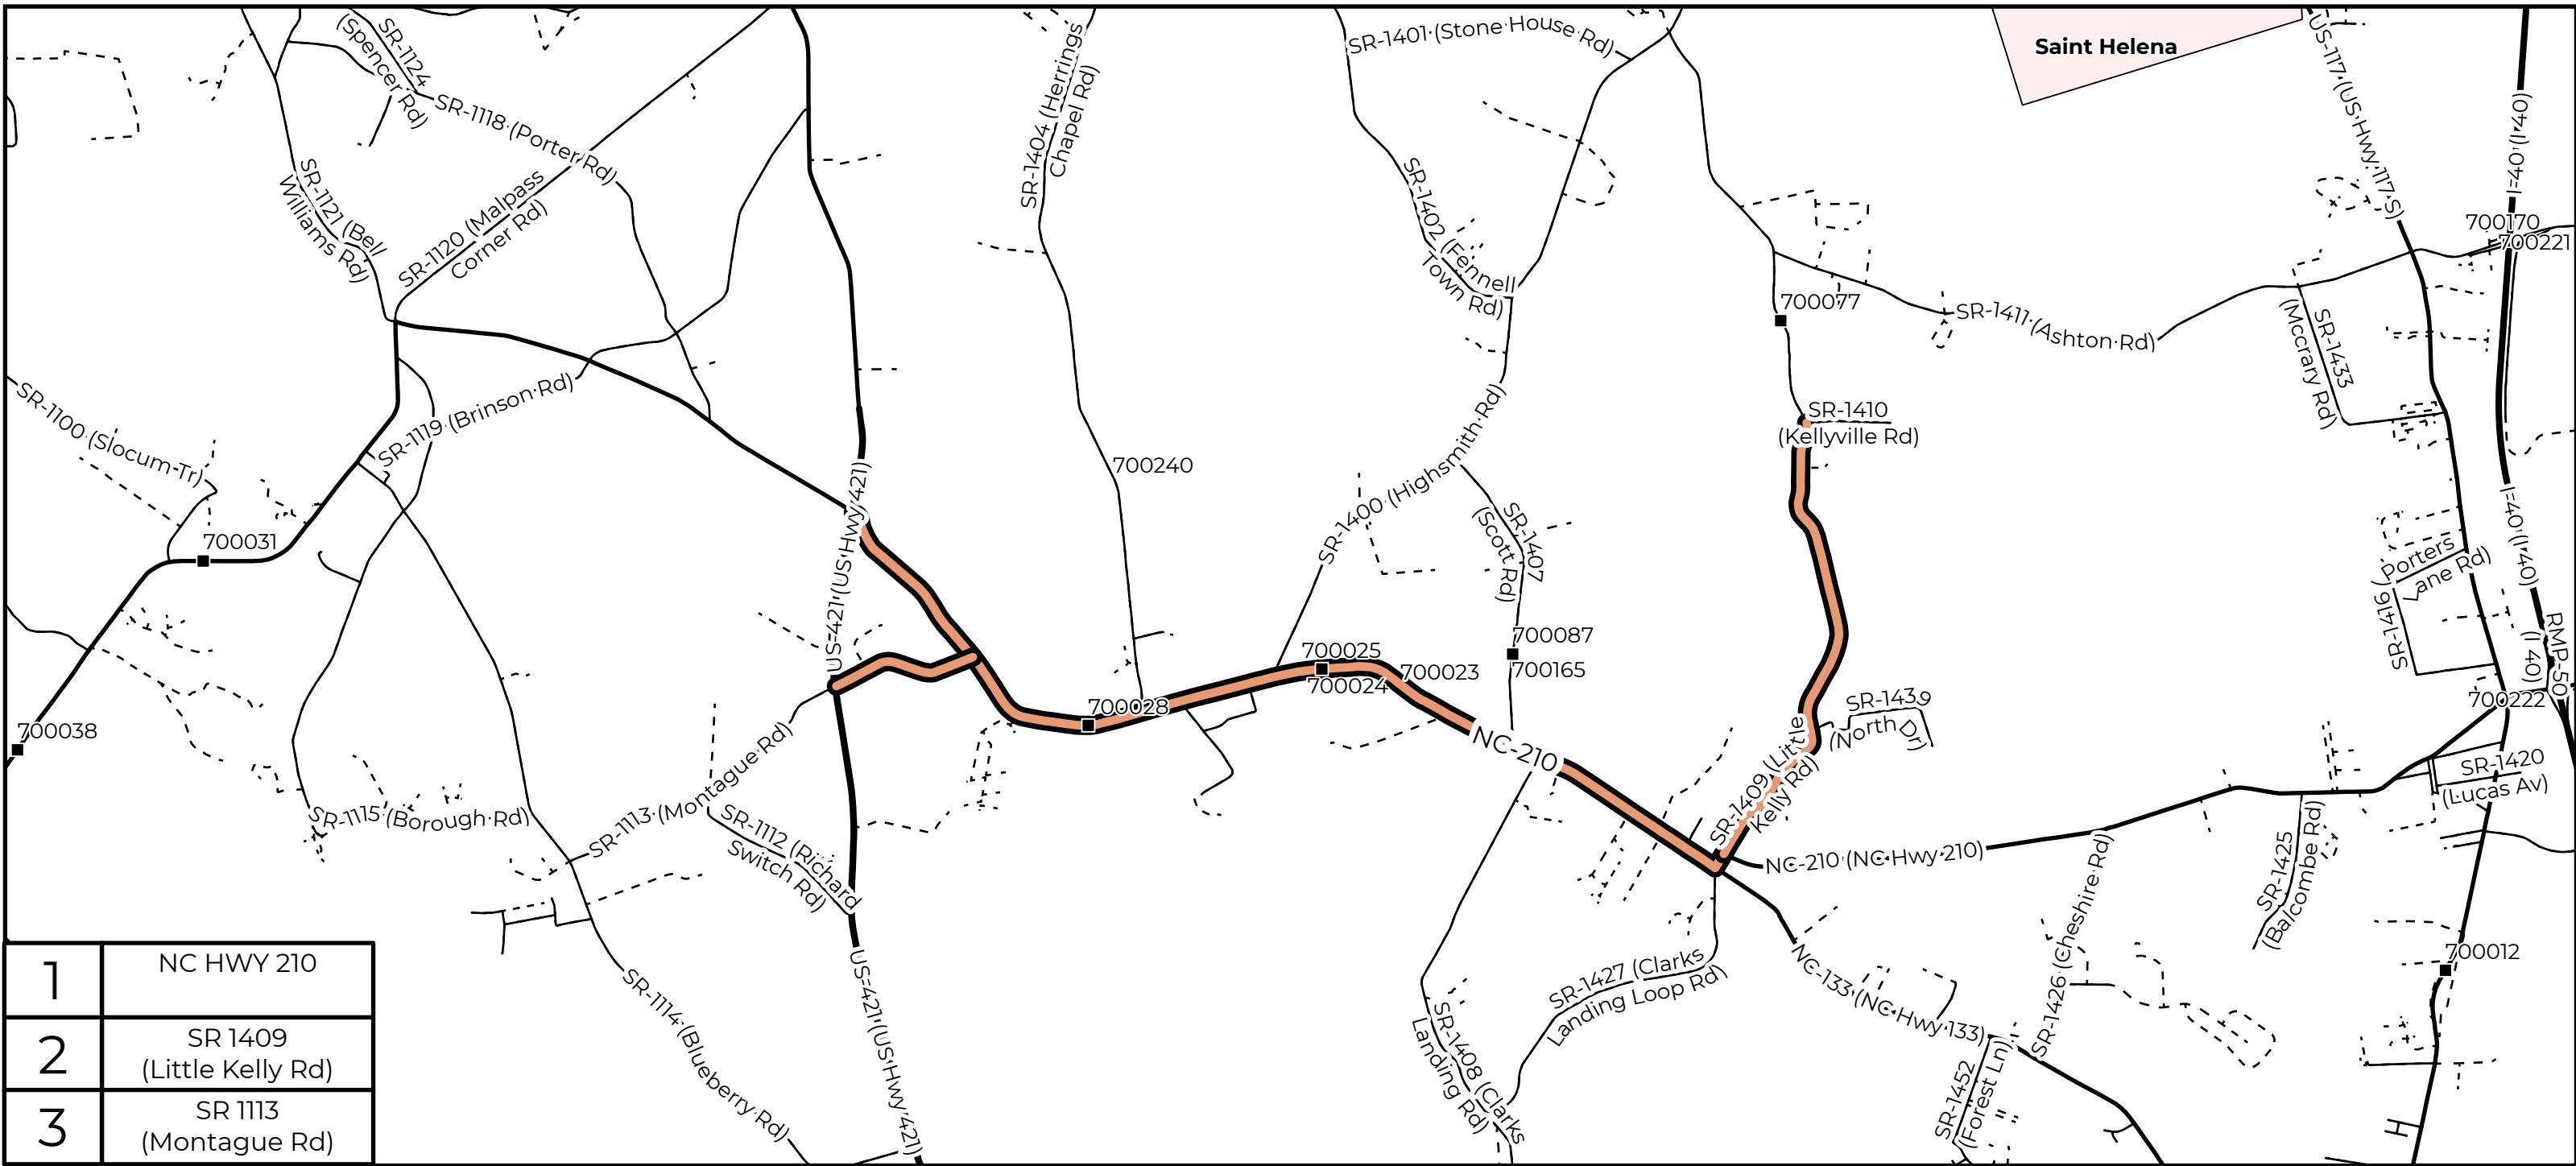 SR-1124
(Spencer Rd)
SR-1118 (Porter Rd)
SR-1404 (Herrings
Chapel Rd)
SR-1401 (Stone House Rd)
Saint Helena
US-117 (US Hwy 117 S)
I-40 (I-40)
SR-1121 (Bell
Williams Rd)
SR-1120 (Malpass
Corner Rd)
SR-1402 (Fennell
Town Rd)
700170
700221
700077
SR-1411 (Ashton Rd)
SR-1433
(Mccrary Rd)
SR-1100 (Slocum Tr)
SR-1119 (Brinson Rd)
SR-1410
(Kellyville Rd)
700240
SR-1400 (Highsmith Rd)
US-421 (US Hwy 421)
SR-1407
(Scott Rd)
I-40 (I-40)
700031
SR-1416 (
Porters
Lane Rd)
700087
700165
700025
700024
700023
RMP-50
(I 40)
700038
700028
SR-1439
(North Dr)
700222
NC-210
SR-1409 (Little
Kelly Rd)
SR-1420
(Lucas Av)
SR-1115 (Borough Rd)
SR-1113 (Montague Rd)
SR-1112 (Richard
Switch Rd)
NC-210 (NC Hwy 210)
SR-1425
(Balcombe Rd)
SR-1426 (Cheshire Rd)
700012
SR-1427 (Clarks
Landing Loop Rd)
NC-133 (NC Hwy 133)
SR-1114 (Blueberry Rd)
US-421 (US Hwy 421)
SR-1408 (Clarks
Landing Rd)
SR-1452
(Forest Ln)
1
NC HWY 210
2
SR 1409
(Little Kelly Rd)
3
SR 1113
(Montague Rd)